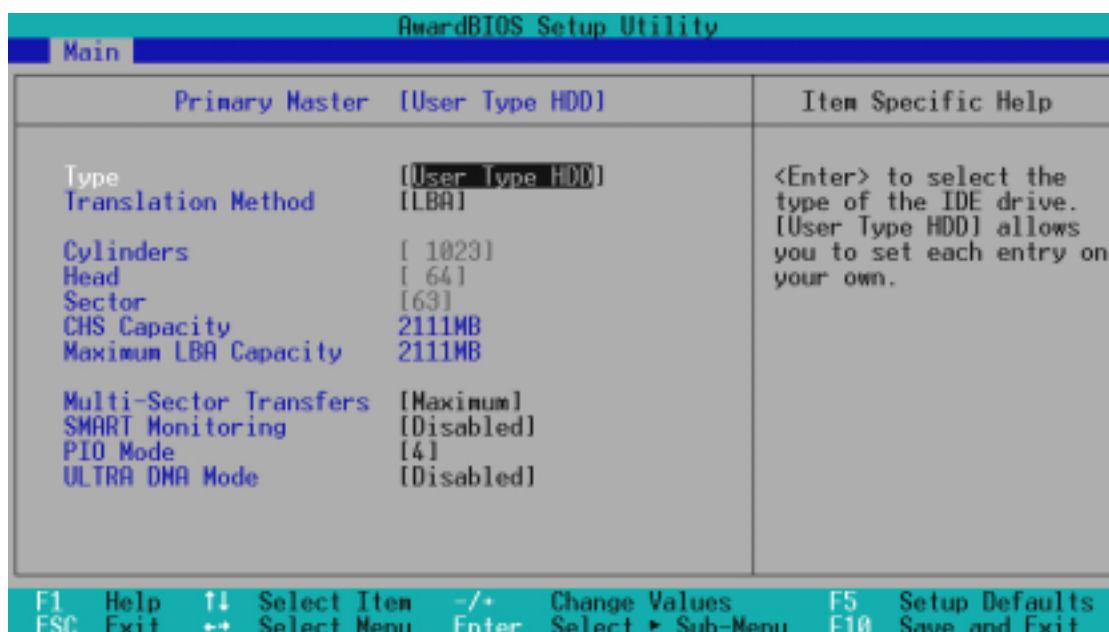 AwardBIOS Setup Utility
Main
Primary Master [User Type HDD]
Item Specific Help
Type [User Type HDD]
Translation Method [LBA]
Cylinders [ 1023]
Head [ 64]
Sector [63]
CHS Capacity 2111MB
Maximum LBA Capacity 2111MB
Multi-Sector Transfers [Maximum]
SMART Monitoring [Disabled]
PIO Mode [4]
ULTRA DMA Mode [Disabled]
<Enter> to select the
type of the IDE drive.
[User Type HDD] allows
you to set each entry on
your own.
F1 Help ↑↓ Select Item -/+ Change Values F5 Setup Defaults
ESC Exit ←→ Select Menu Enter Select ► Sub-Menu F10 Save and Exit